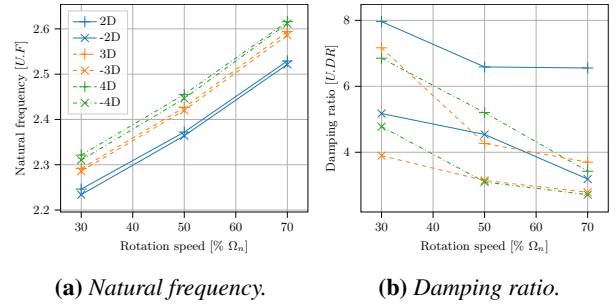 2D
-2D
3D
-3D
4D
-4D
2.6
2.5
2.4
2.3
2.2
Natural frequency [U.F]
30 40 50 60 70
Rotation speed [% Ωn]
8
6
4
Damping ratio [U.DR]
30 40 50 60 70
Rotation speed [% Ωn]
(a) Natural frequency.
(b) Damping ratio.